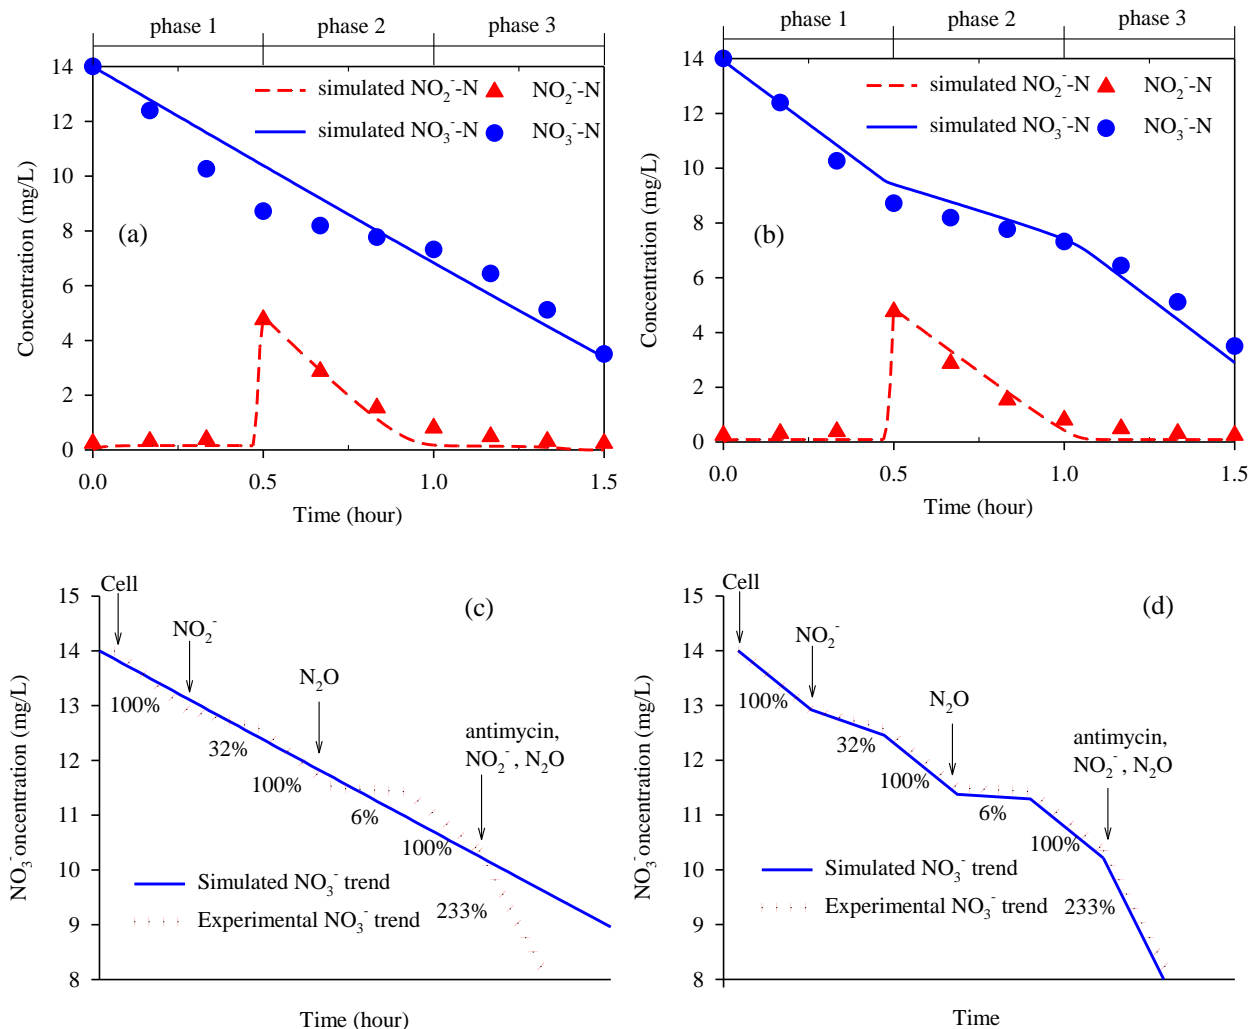 phase 1 phase 2 phase 3
14
12
10
8
6
4
2
0
Concentration (mg/L)
simulated NO₂⁻-N NO₂⁻-N
simulated NO₃⁻-N NO₃⁻-N
(a)
0.0 0.5 1.0 1.5
Time (hour)
phase 1 phase 2 phase 3
14
12
10
8
6
4
2
0
Concentration (mg/L)
simulated NO₂⁻-N NO₂⁻-N
simulated NO₃⁻-N NO₃⁻-N
(b)
0.0 0.5 1.0 1.5
Time (hour)
15
14
13
12
11
10
9
8
NO₃⁻oncentration (mg/L)
Cell
(c)
NO₂⁻
N₂O
antimycin,
NO₂⁻, N₂O
100%
32%
100%
6%
100%
233%
Simulated NO₃⁻ trend
Experimental NO₃⁻ trend
Time (hour)
15
14
13
12
11
10
9
8
NO₃⁻oncentration (mg/L)
Cell
(d)
NO₂⁻
N₂O
antimycin,
NO₂⁻, N₂O
100%
32%
100%
6%
100%
233%
Simulated NO₃⁻ trend
Experimental NO₃⁻ trend
Time